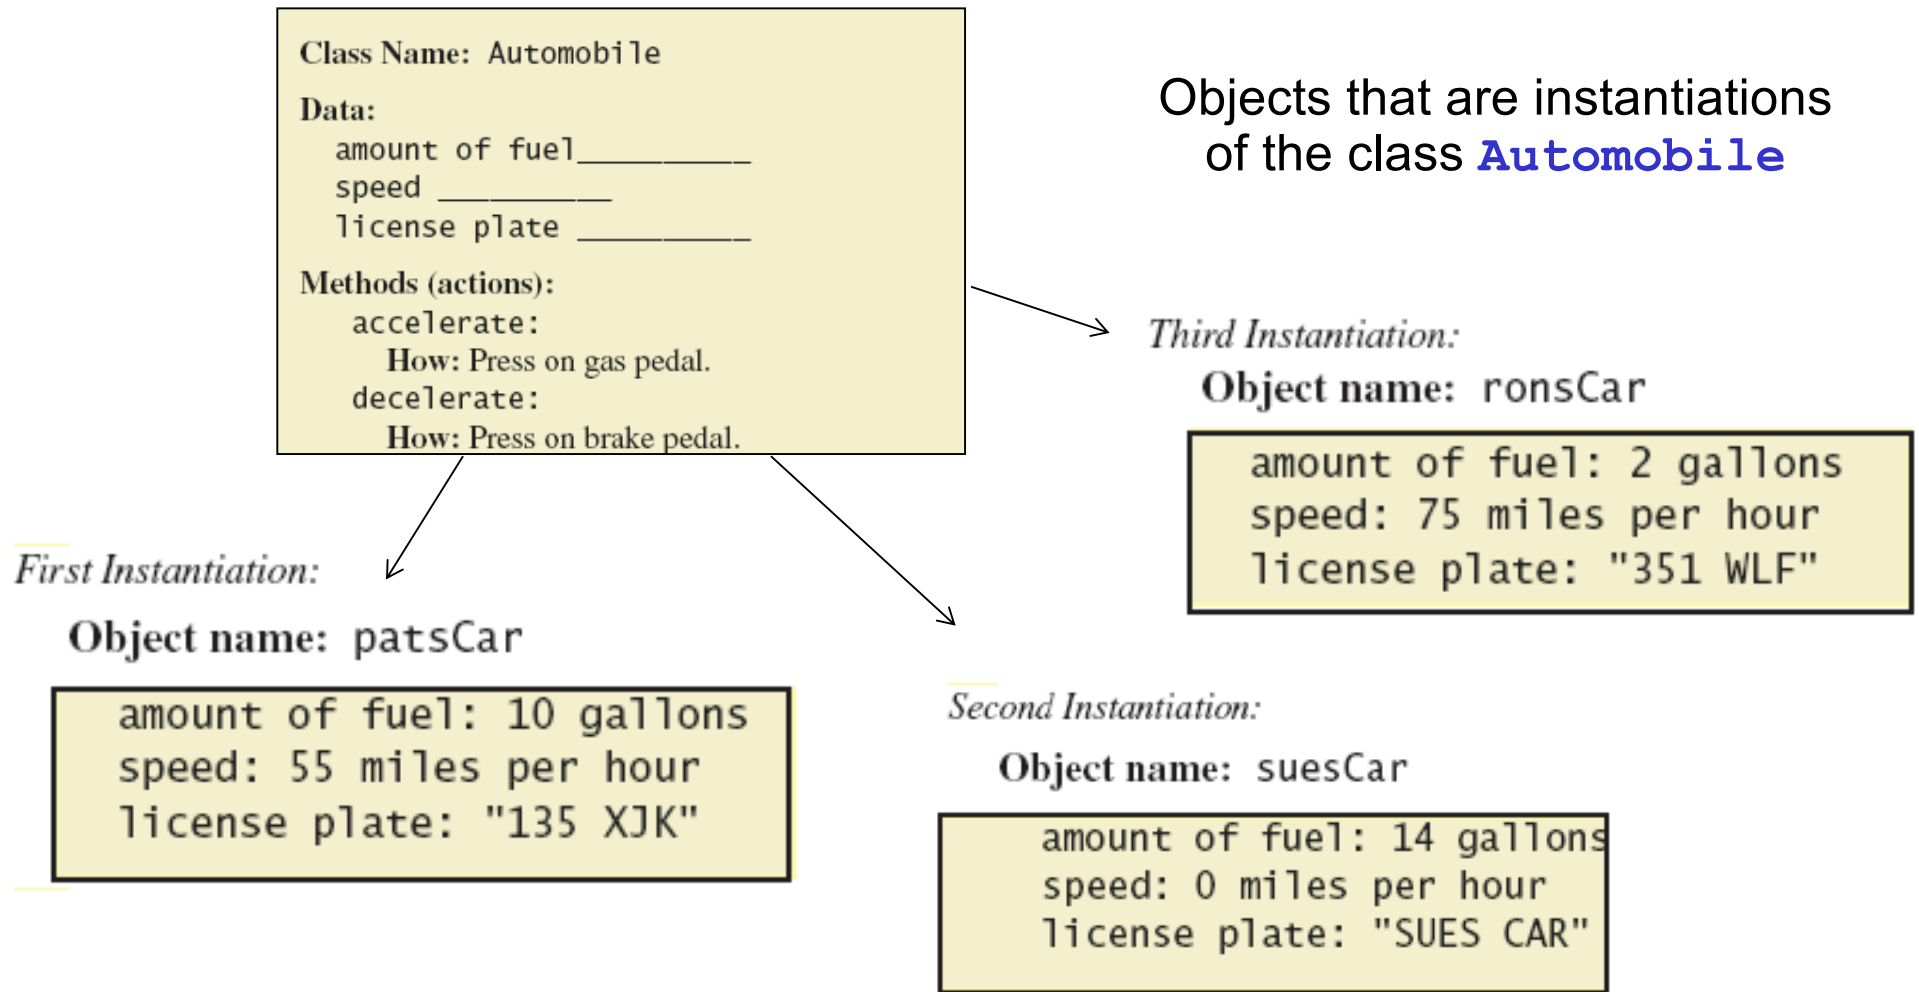 Class Name: Automobile
Data:
amount of fuel__________
speed __________
license plate __________
Methods (actions):
accelerate:
How: Press on gas pedal.
decelerate:
How: Press on brake pedal.
Objects that are instantiations
of the class Automobile
First Instantiation:
Object name: patsCar
amount of fuel: 10 gallons
speed: 55 miles per hour
license plate: "135 XJK"
Second Instantiation:
Object name: suesCar
amount of fuel: 14 gallons
speed: 0 miles per hour
license plate: "SUES CAR"
Third Instantiation:
Object name: ronsCar
amount of fuel: 2 gallons
speed: 75 miles per hour
license plate: "351 WLF"